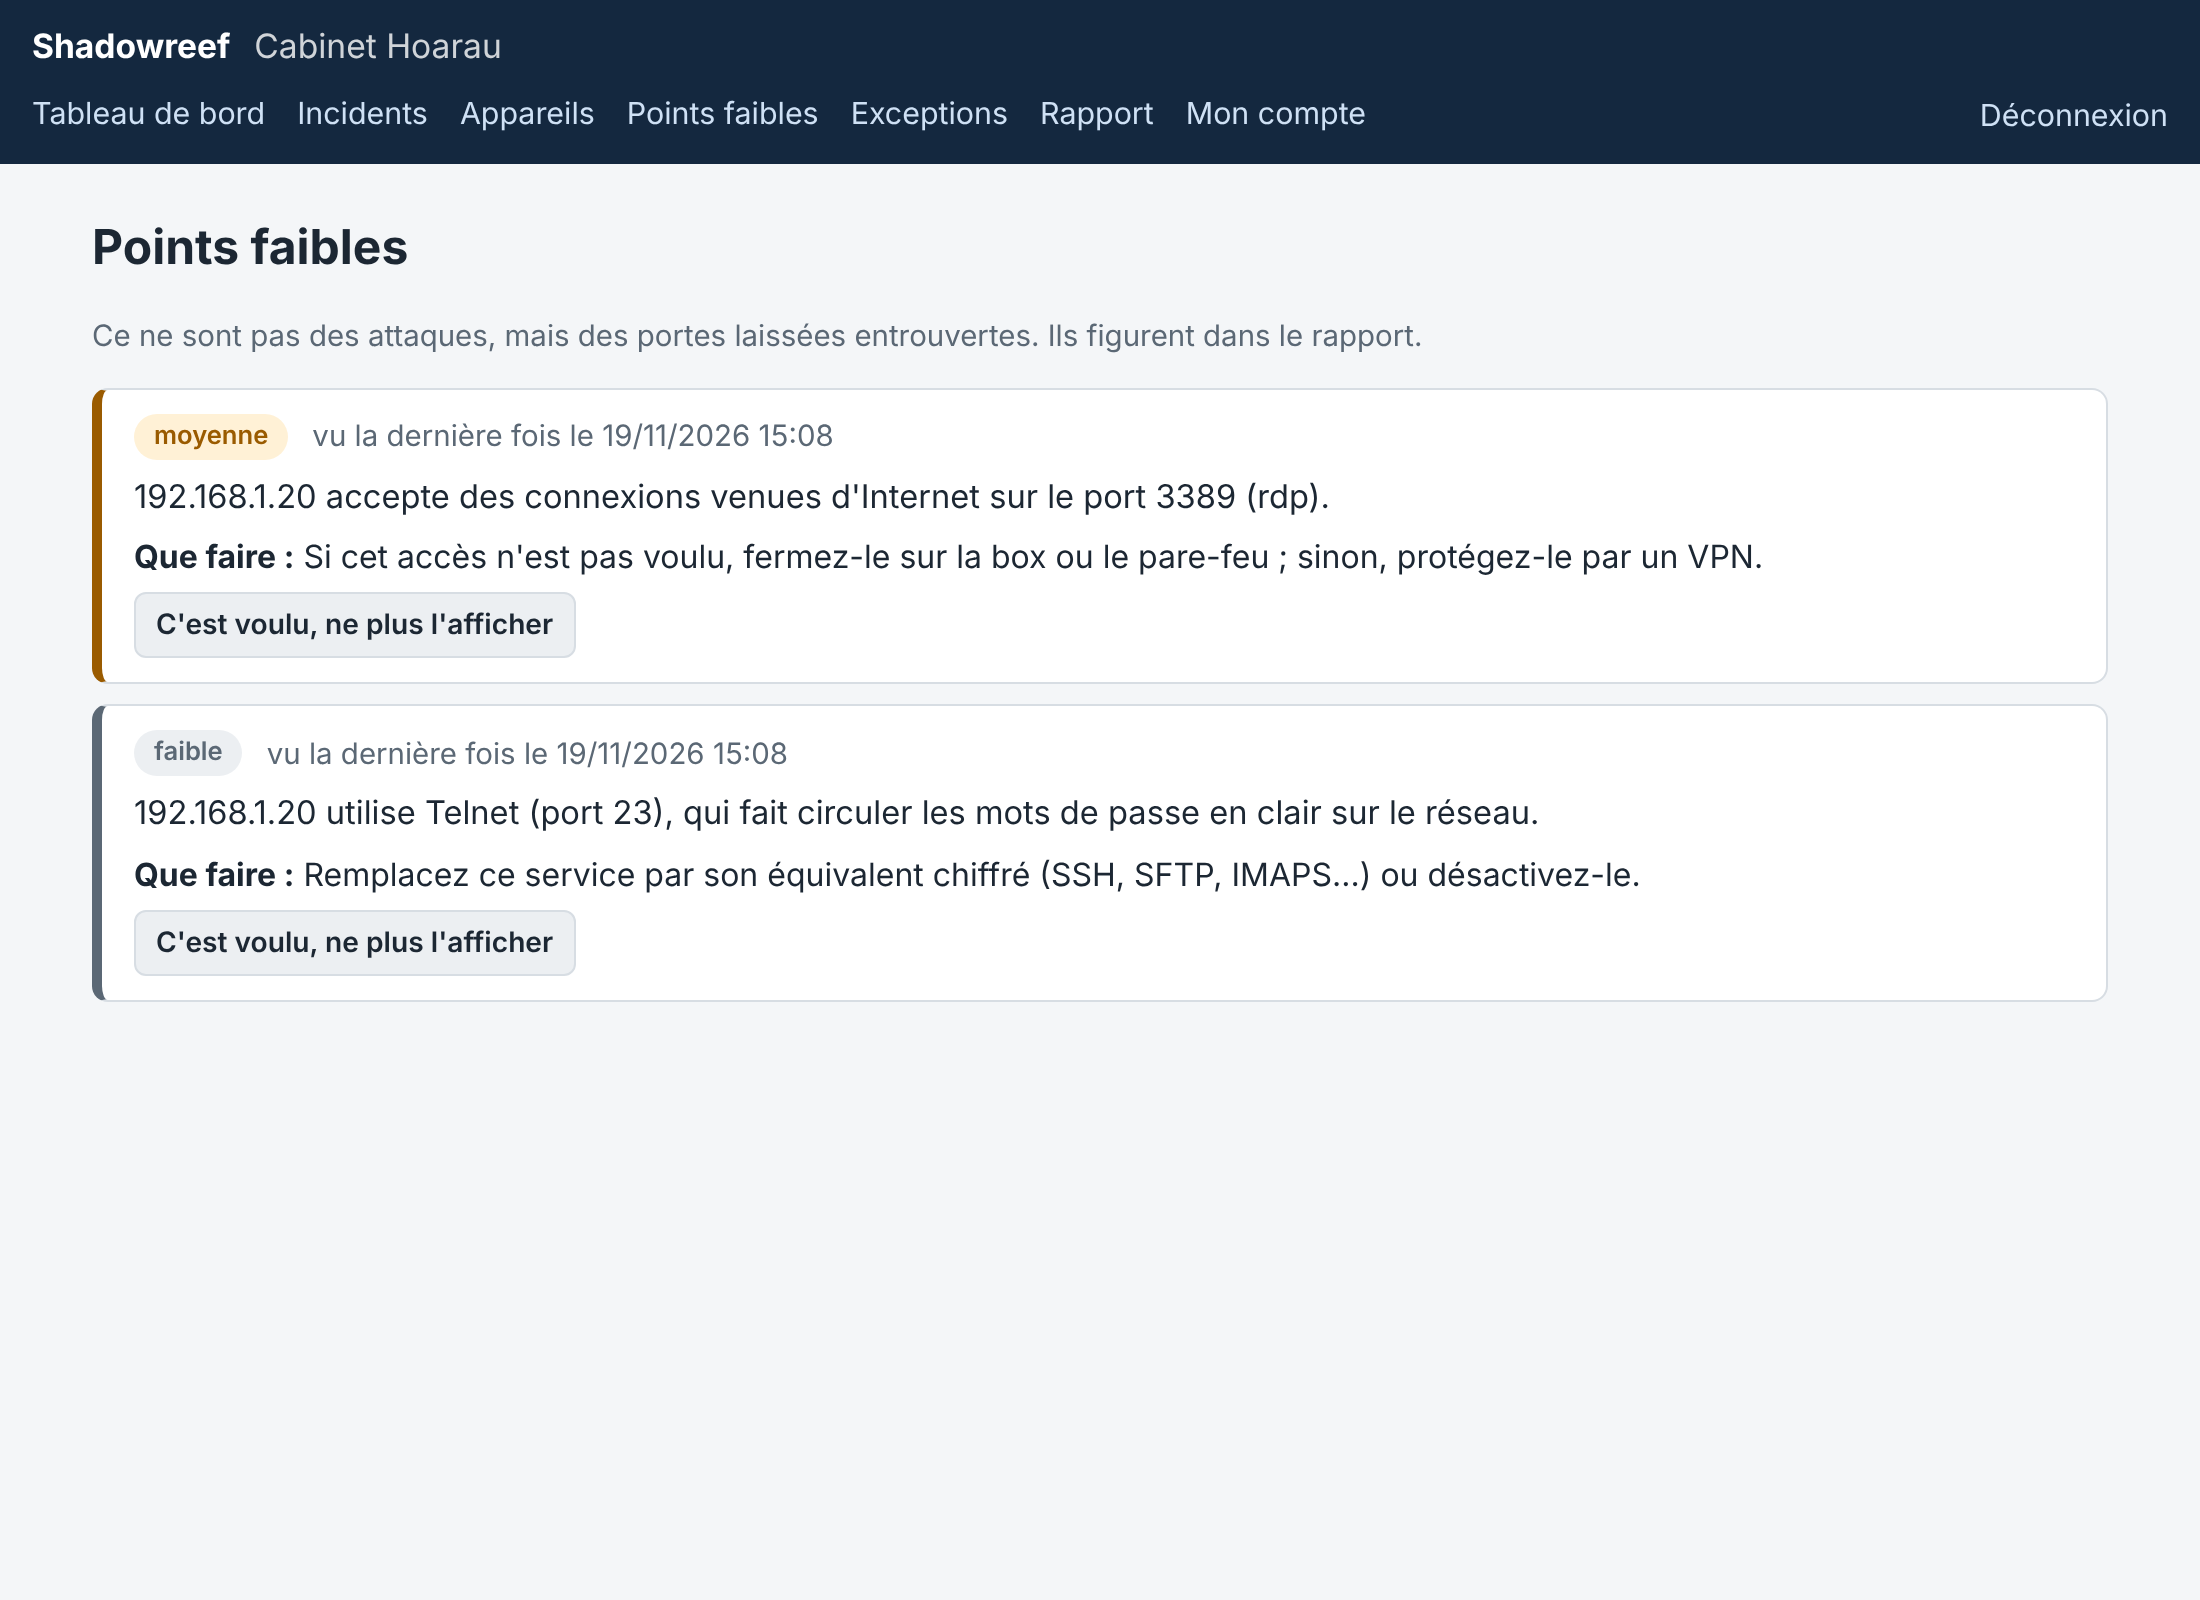 Shadowreef Cabinet Hoarau
Tableau de bord Incidents Appareils Points faibles Exceptions Rapport Mon compte Déconnexion
Points faibles
Ce ne sont pas des attaques, mais des portes laissées entrouvertes. Ils figurent dans le rapport.
moyenne vu la dernière fois le 19/11/2026 15:08
192.168.1.20 accepte des connexions venues d'Internet sur le port 3389 (rdp).
Que faire : Si cet accès n'est pas voulu, fermez-le sur la box ou le pare-feu ; sinon, protégez-le par un VPN.
C'est voulu, ne plus l'afficher
faible vu la dernière fois le 19/11/2026 15:08
192.168.1.20 utilise Telnet (port 23), qui fait circuler les mots de passe en clair sur le réseau.
Que faire : Remplacez ce service par son équivalent chiffré (SSH, SFTP, IMAPS...) ou désactivez-le.
C'est voulu, ne plus l'afficher